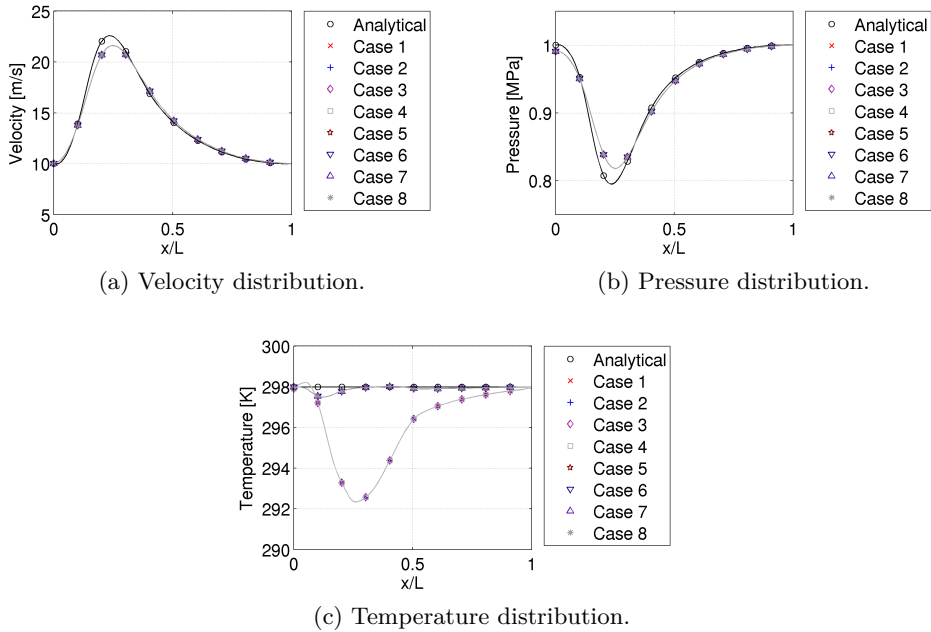 25
20
15
10
5
Velocity [m/s]
0
0.5
1
x/L
Analytical
Case 1
Case 2
Case 3
Case 4
Case 5
Case 6
Case 7
Case 8
(a) Velocity distribution.
1
0.9
0.8
Pressure [MPa]
0
0.5
1
x/L
Analytical
Case 1
Case 2
Case 3
Case 4
Case 5
Case 6
Case 7
Case 8
(b) Pressure distribution.
300
298
296
294
292
290
Temperature [K]
0
0.5
1
x/L
Analytical
Case 1
Case 2
Case 3
Case 4
Case 5
Case 6
Case 7
Case 8
(c) Temperature distribution.